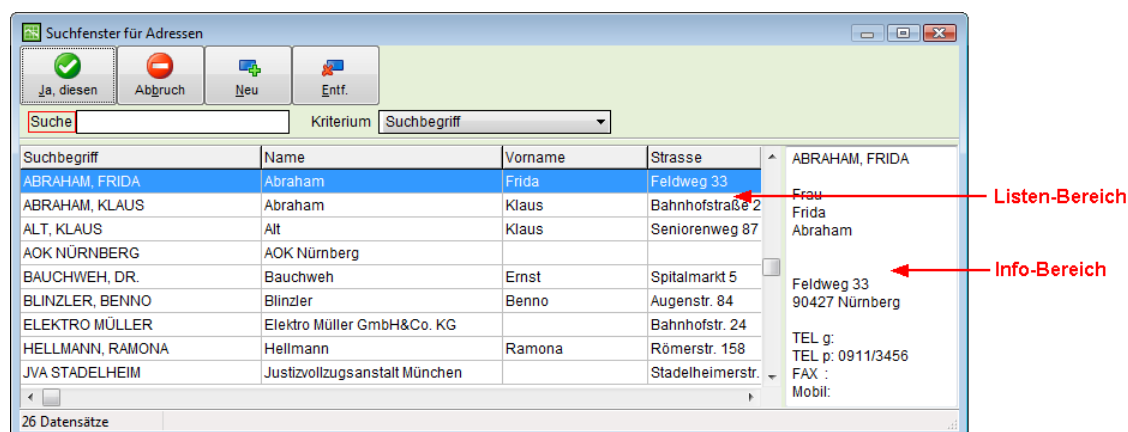 Suchfenster für Adressen
Ja, diesen Abbruch Neu Entf.
Suche Kriterium Suchbegriff
Suchbegriff Name Vorname Strasse
ABRAHAM, FRIDA Abraham Frida Feldweg 33
ABRAHAM, KLAUS Abraham Klaus Bahnhofstraße 2
ALT, KLAUS Alt Klaus Seniorenweg 87
AOK NÜRNBERG AOK Nürnberg
BAUCHWEH, DR. Bauchweh Ernst Spitalmarkt 5
BLINZLER, BENNO Blinzler Benno Augenstr. 84
ELEKTRO MÜLLER Elektro Müller GmbH&Co. KG Bahnhofstr. 24
HELLMANN, RAMONA Hellmann Ramona Römerstr. 158
JVA STADELHEIM Justizvollzugsanstalt München Stadelheimerstr.
26 Datensätze
ABRAHAM, FRIDA
Frau
Frida
Abraham
Feldweg 33
90427 Nürnberg
TEL g:
TEL p: 0911/3456
FAX :
Mobil:
Listen-Bereich
Info-Bereich